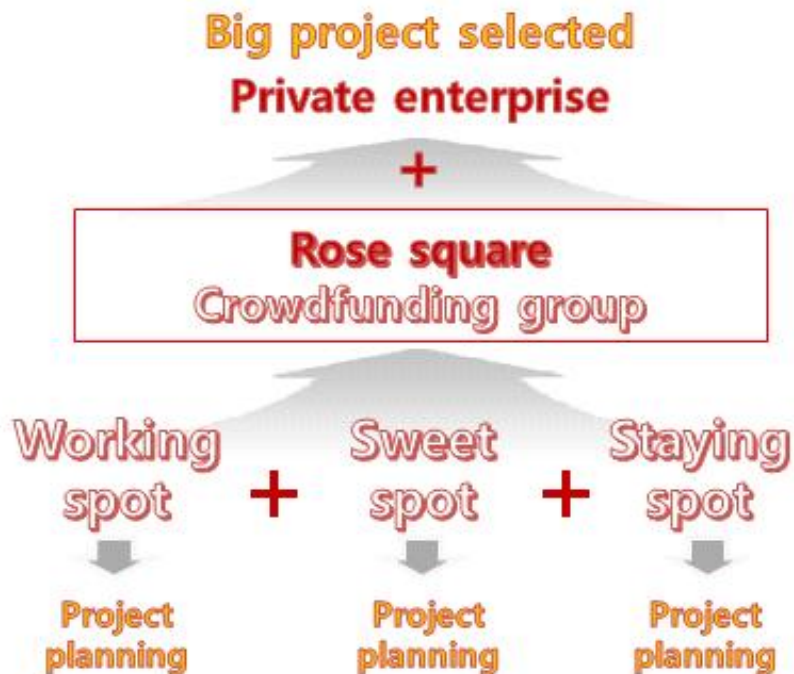 Big project selected
Private enterprise
+
Rose square
Crowdfunding group
Working spot + Sweet spot + Staying spot
Project planning
Project planning
Project planning